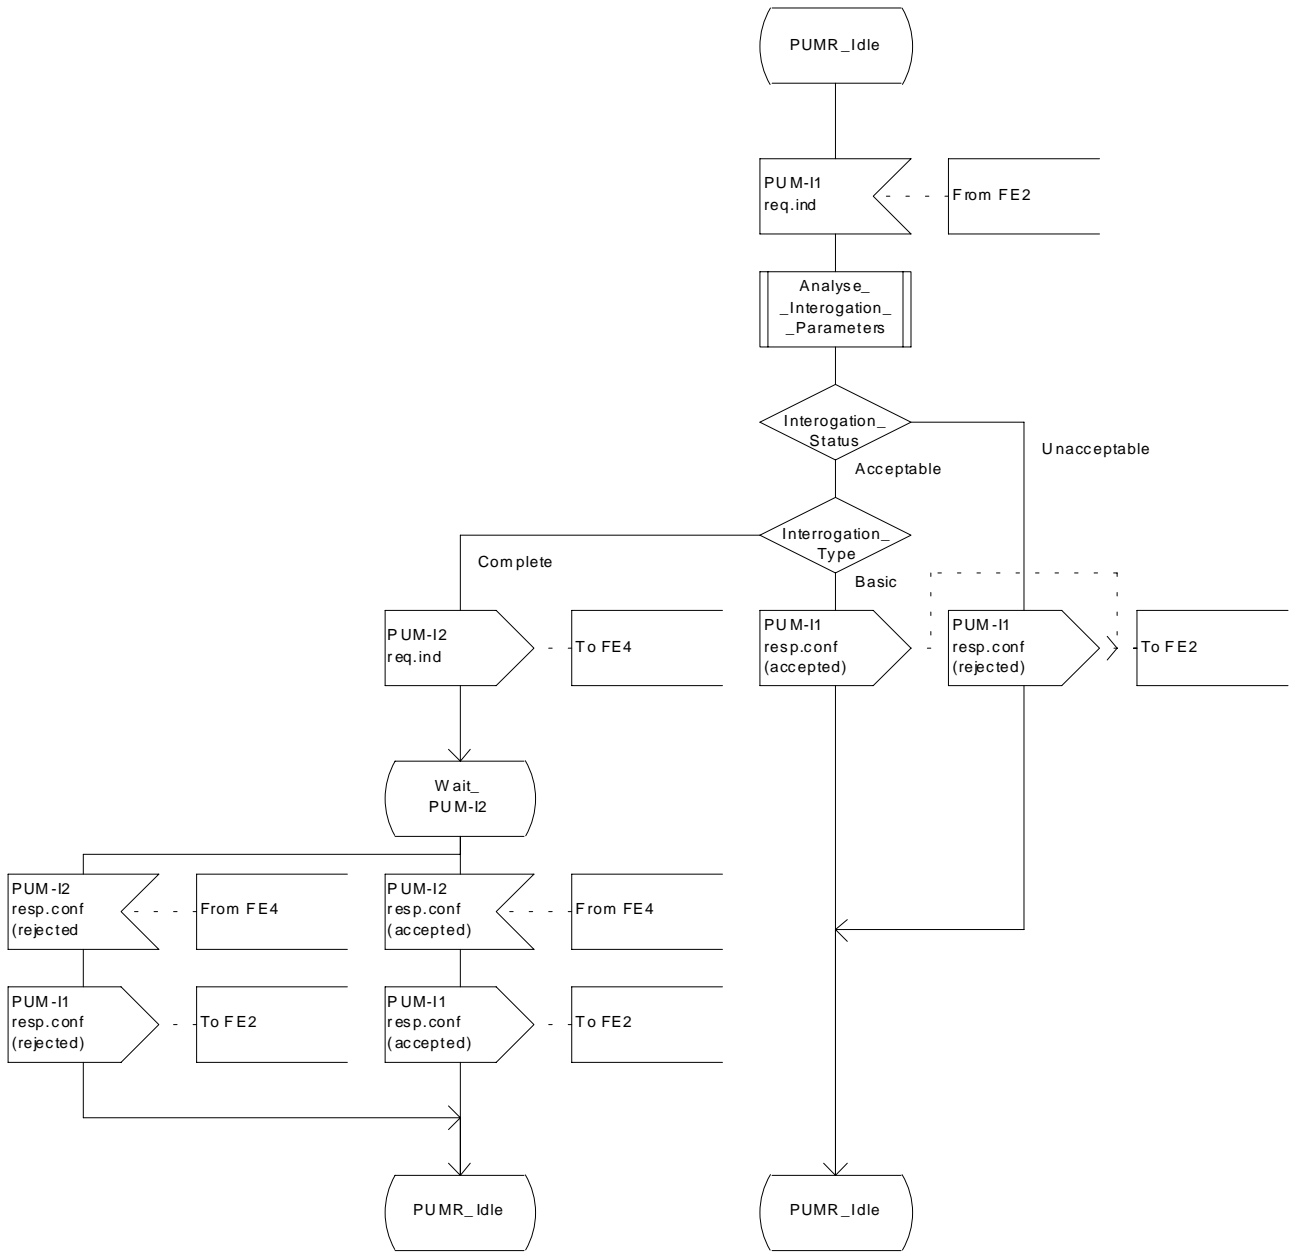 PUMR_Idle
PUM-I1
req.ind
From FE2
Analyse_
_Interogation_
_Parameters
Interogation_
Status
Unacceptable
Acceptable
Interrogation_
Type
Complete
Basic
PUM-I2
req.ind
To FE4
PUM-I1
resp.conf
(accepted)
PUM-I1
resp.conf
(rejected)
To FE2
Wait_
PUM-I2
PUM-I2
resp.conf
(rejected
From FE4
PUM-I2
resp.conf
(accepted)
From FE4
PUM-I1
resp.conf
(rejected)
To FE2
PUM-I1
resp.conf
(accepted)
To FE2
PUMR_Idle
PUMR_Idle